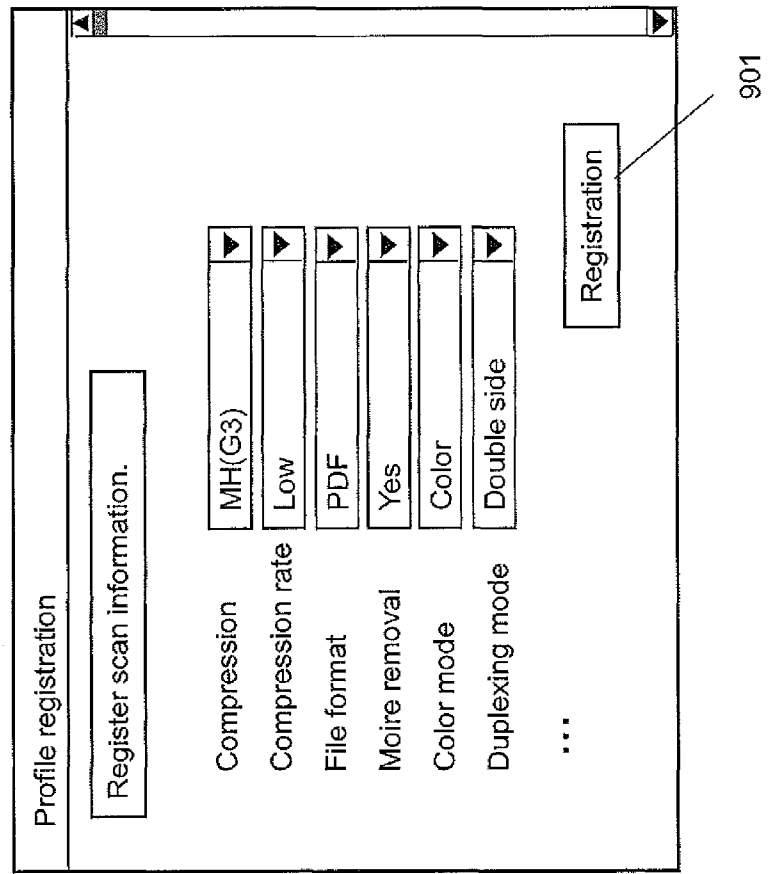 Profile registration
Register scan information.
Compression MH(G3)
Compression rate Low
File format PDF
Moire removal Yes
Color mode Color
Duplexing mode Double side
...
Registration
901